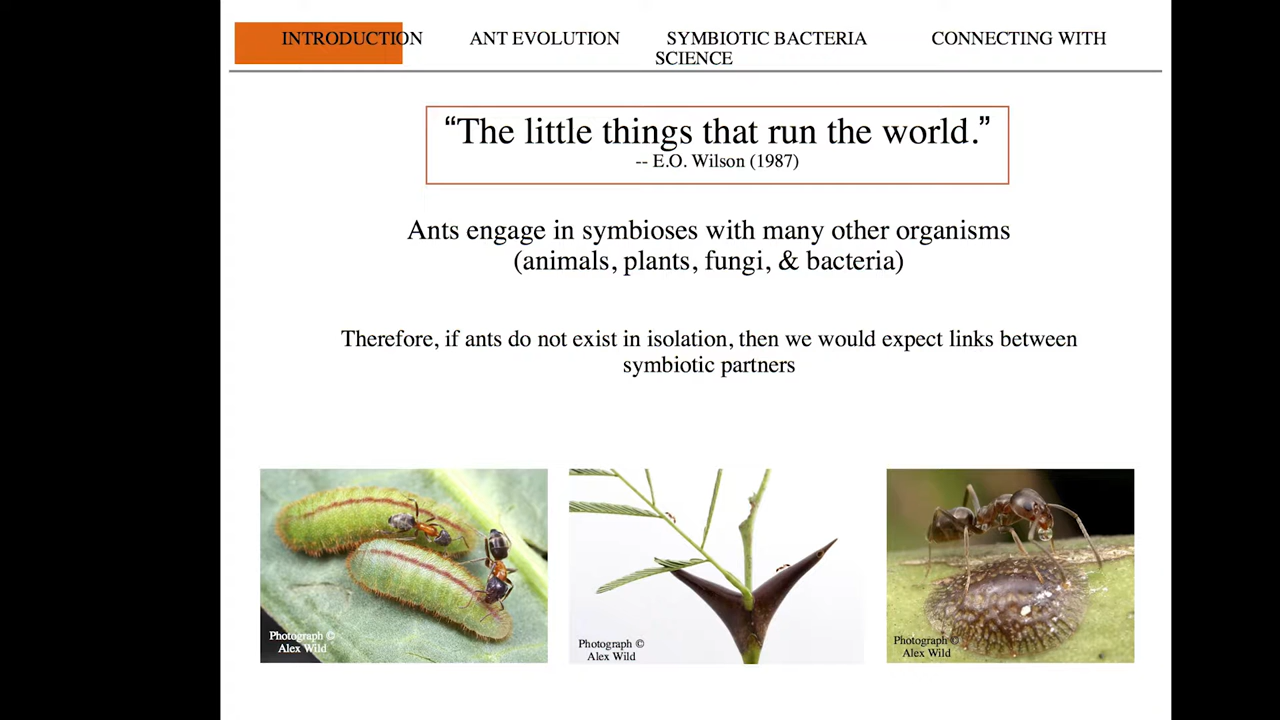 INTRODUCTION ANT EVOLUTION SYMBIOTIC BACTERIA CONNECTING WITH
SCIENCE
“The little things that run the world.”
-- E.O. Wilson (1987)
Ants engage in symbioses with many other organisms
(animals, plants, fungi, & bacteria)
Therefore, if ants do not exist in isolation, then we would expect links between
symbiotic partners
Photograph ©
Alex Wild
Photograph ©
Alex Wild
Photograph ©
Alex Wild